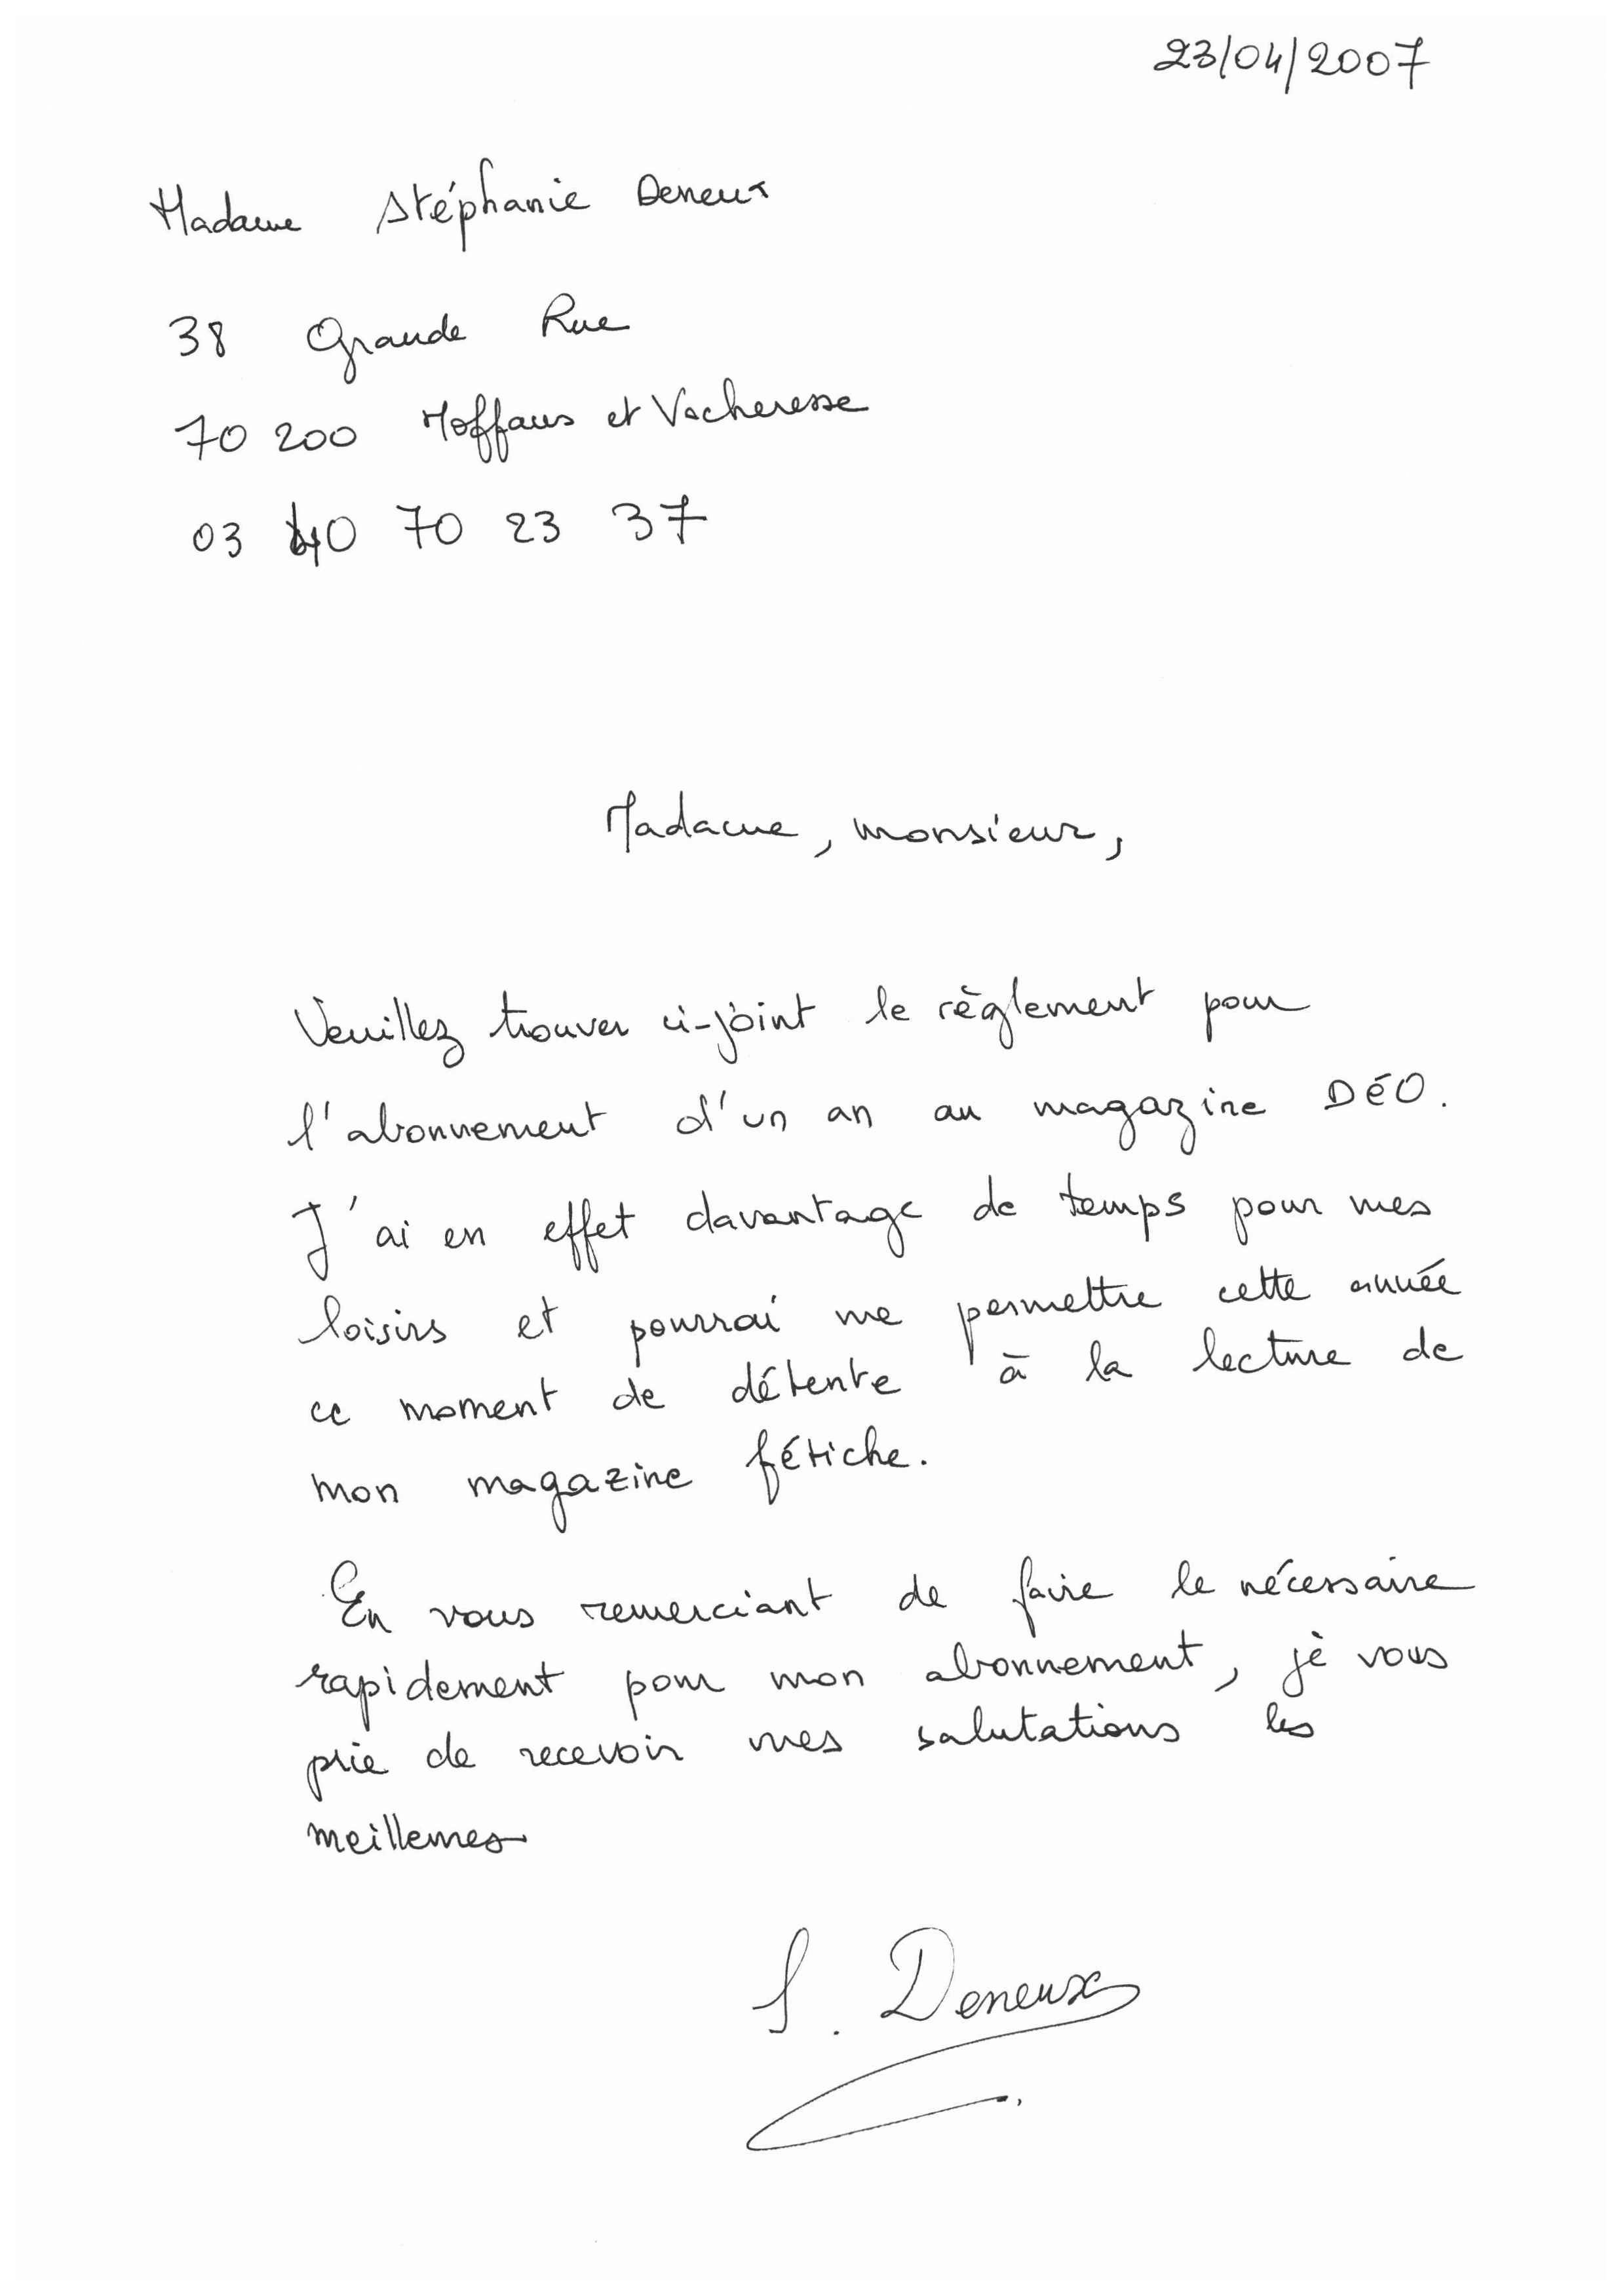 23/04/2007
Madame Stéphanie Deneux
38 Grande Rue
70 200 Moffans et Vacheresse
03 40 70 23 37
Madame, monsieur,
Veuillez trouver ci-joint le règlement pour
l'abonnement d'un an au magazine DÉO.
J'ai en effet davantage de temps pour mes
loisirs et pourrai me permettre cette année
ce moment de détente à la lecture de
mon magazine fétiche.
En vous remerciant de faire le nécessaire
rapidement pour mon abonnement, je vous
prie de recevoir mes salutations les
meilleures
S. Deneux